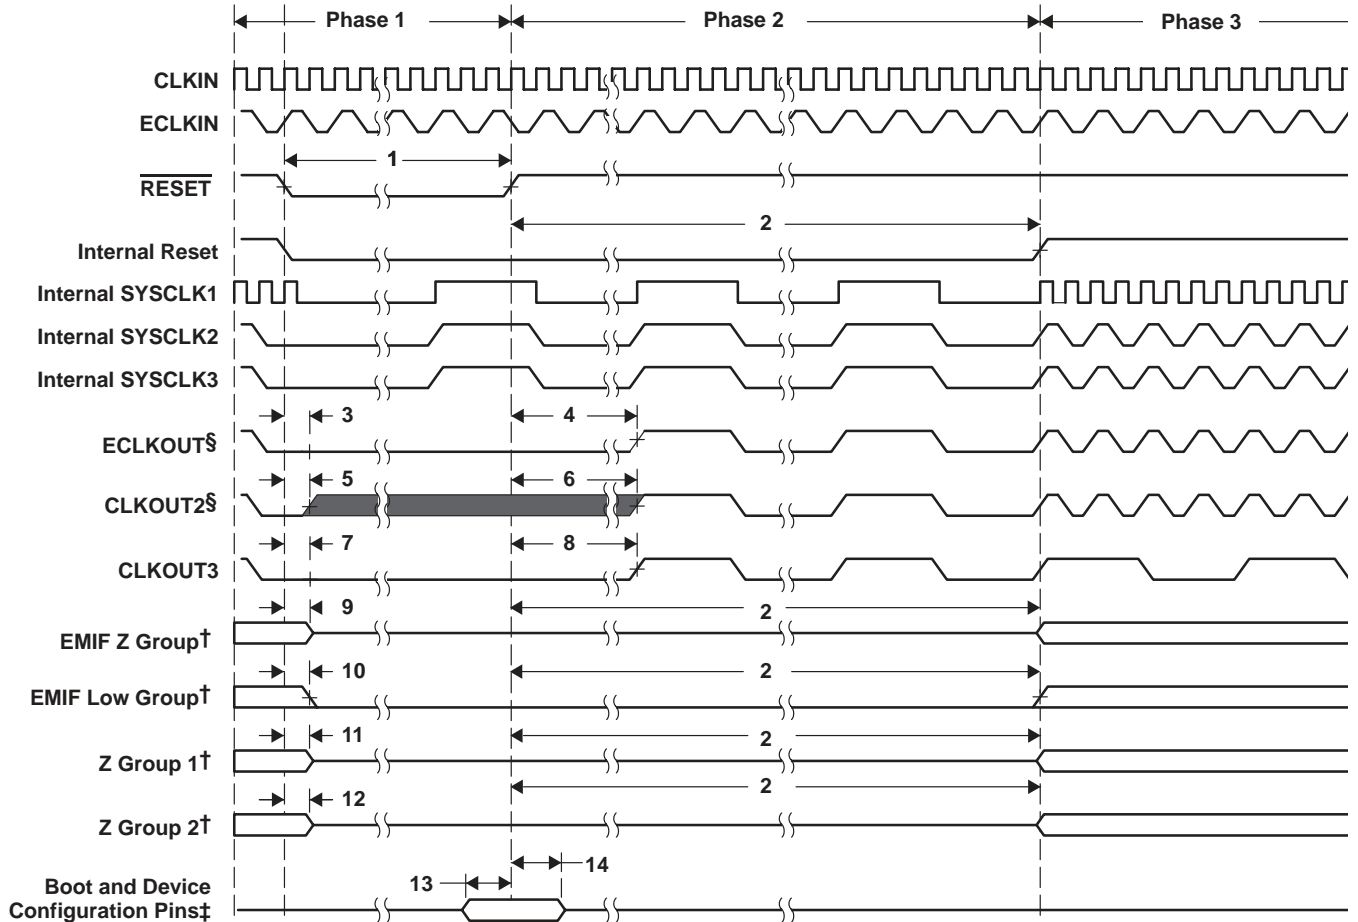 Phase 1
Phase 2
Phase 3
CLKIN
ECLKIN
1
RESET
2
Internal Reset
Internal SYSCLK1
Internal SYSCLK2
Internal SYSCLK3
3
4
ECLKOUT§
5
6
CLKOUT2§
7
8
CLKOUT3
9
2
EMIF Z Group†
10
2
EMIF Low Group†
11
2
Z Group 1†
12
2
Z Group 2†
13
14
Boot and Device
Configuration Pins‡